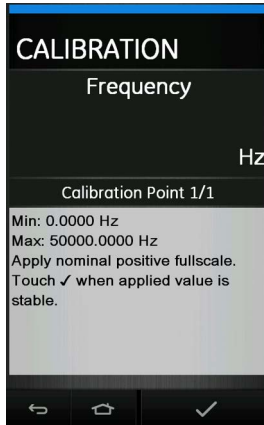 CALIBRATION
Frequency
Hz
Calibration Point 1/1
Min: 0.0000 Hz
Max: 50000.0000 Hz
Apply nominal positive fullscale.
Touch ✓ when applied value is
stable.